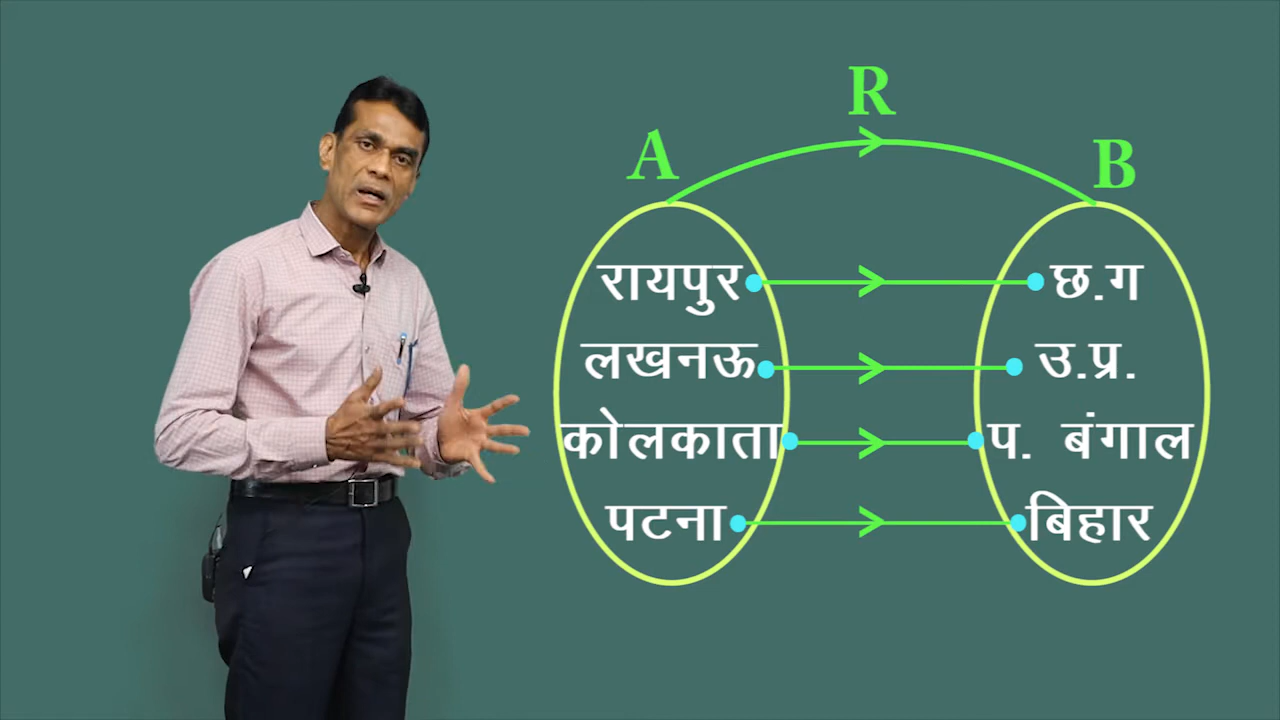 R
A B
रायपुर छ.ग
लखनऊ उ.प्र.
कोलकाता प. बंगाल
पटना बिहार